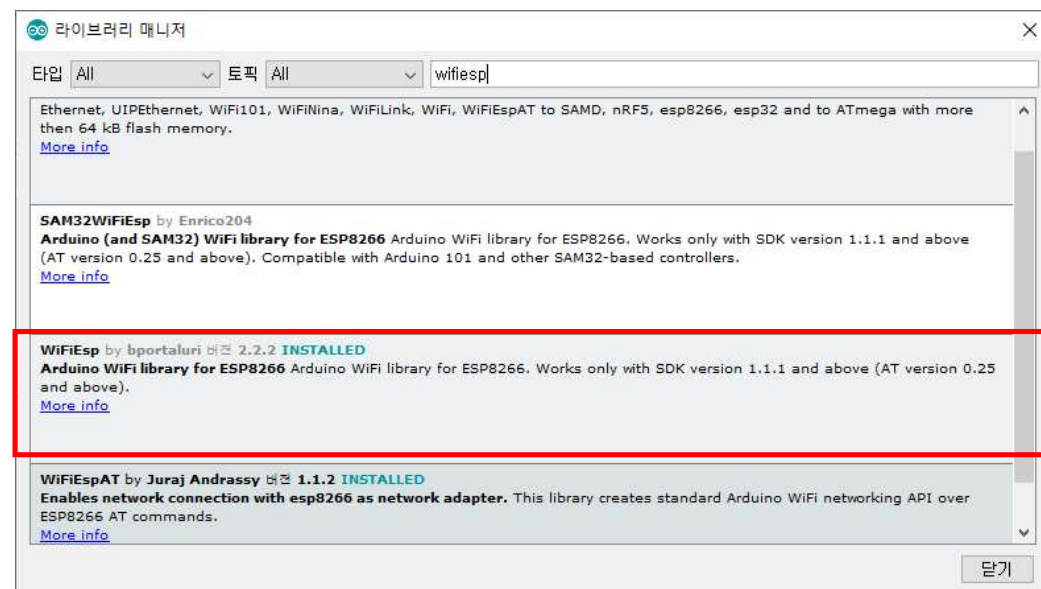 라이브러리 매니저
타입 All 토픽 All wifiesp
Ethernet, UIPEthernet, WiFi101, WiFiNina, WiFiLink, WiFi, WiFiEspAT to SAMD, nRF5, esp8266, esp32 and to ATmega with more
then 64 kB flash memory.
More info
SAM32WiFiEsp by Enrico204
Arduino (and SAM32) WiFi library for ESP8266 Arduino WiFi library for ESP8266. Works only with SDK version 1.1.1 and above
(AT version 0.25 and above). Compatible with Arduino 101 and other SAM32-based controllers.
More info
WiFiEsp by bportaluri 버전 2.2.2 INSTALLED
Arduino WiFi library for ESP8266 Arduino WiFi library for ESP8266. Works only with SDK version 1.1.1 and above (AT version 0.25
and above).
More info
WiFiEspAT by Juraj Andrassy 버전 1.1.2 INSTALLED
Enables network connection with esp8266 as network adapter. This library creates standard Arduino WiFi networking API over
ESP8266 AT commands.
More info
닫기